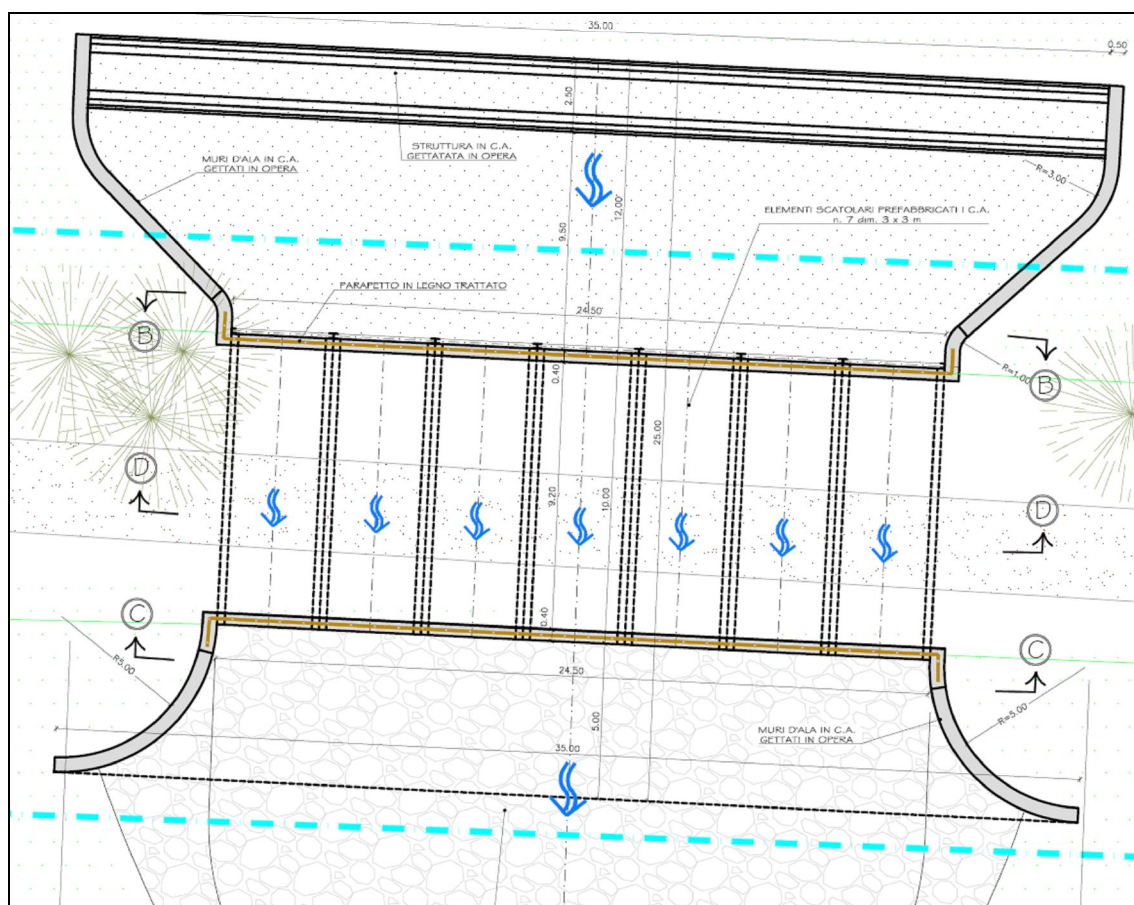 35.00
0.50
2.50
STRUTTURA IN C.A.
GETTATATA IN OPERA
MURI D'ALA IN C.A.
GETTATI IN OPERA
R=3.00
12.00
9.50
ELEMENTI SCATOLARI PREFABBRICATI I C.A.
n. 7 dim. 3 x 3 m
PARAPETTO IN LEGNO TRATTATO
24.50
B
B
R=1.00
0.40
25.00
D
D
9.20
10.00
C
C
0.40
R5.00
24.50
5.00
R=5.00
MURI D'ALA IN C.A.
GETTATI IN OPERA
35.00